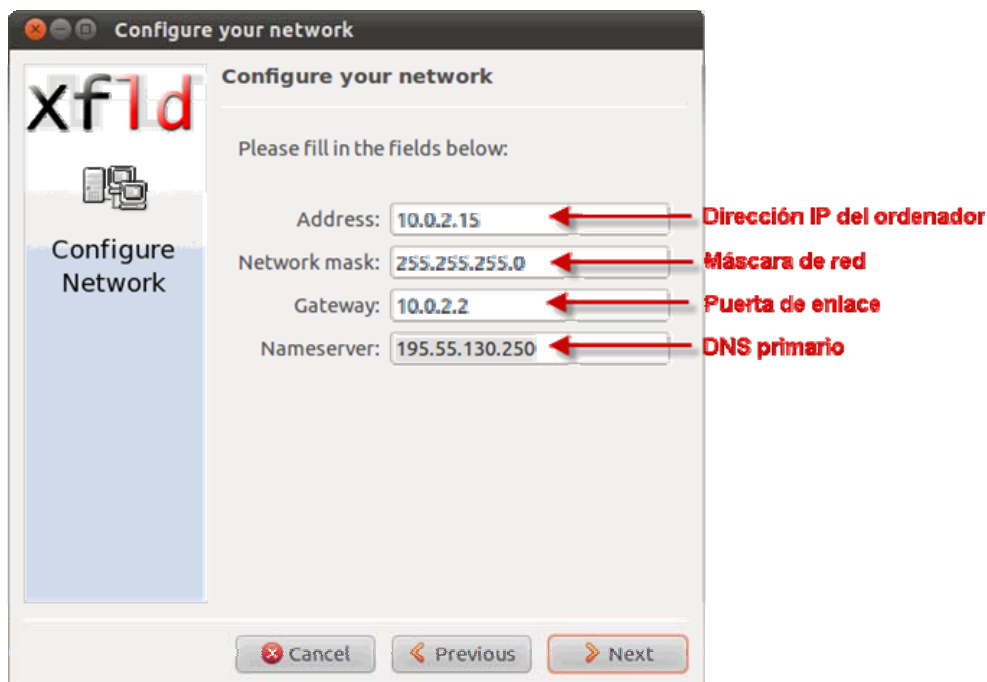 Configure your network
xf1d
Configure your network
Please fill in the fields below:
Address: 10.0.2.15 Dirección IP del ordenador
Configure Network
Network mask: 255.255.255.0 Máscara de red
Gateway: 10.0.2.2 Puerta de enlace
Nameserver: 195.55.130.250 DNS primario
Cancel Previous Next